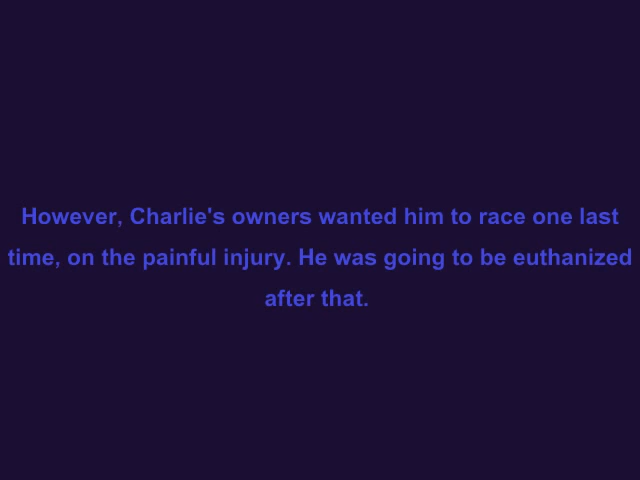 However, Charlie's owners wanted him to race one last
time, on the painful injury. He was going to be euthanized
after that.